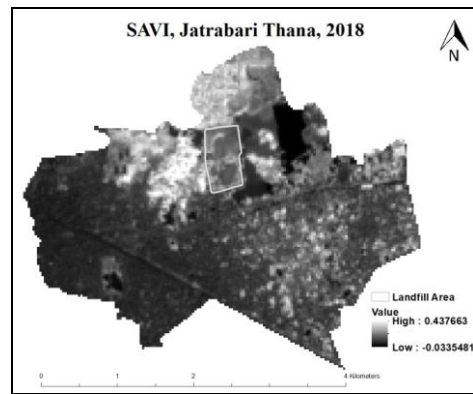 SAVI, Jatrabari Thana, 2018
N
Landfill Area
Value
High : 0.437663
Low : -0.0335481
0 1 2 4 Kilometers